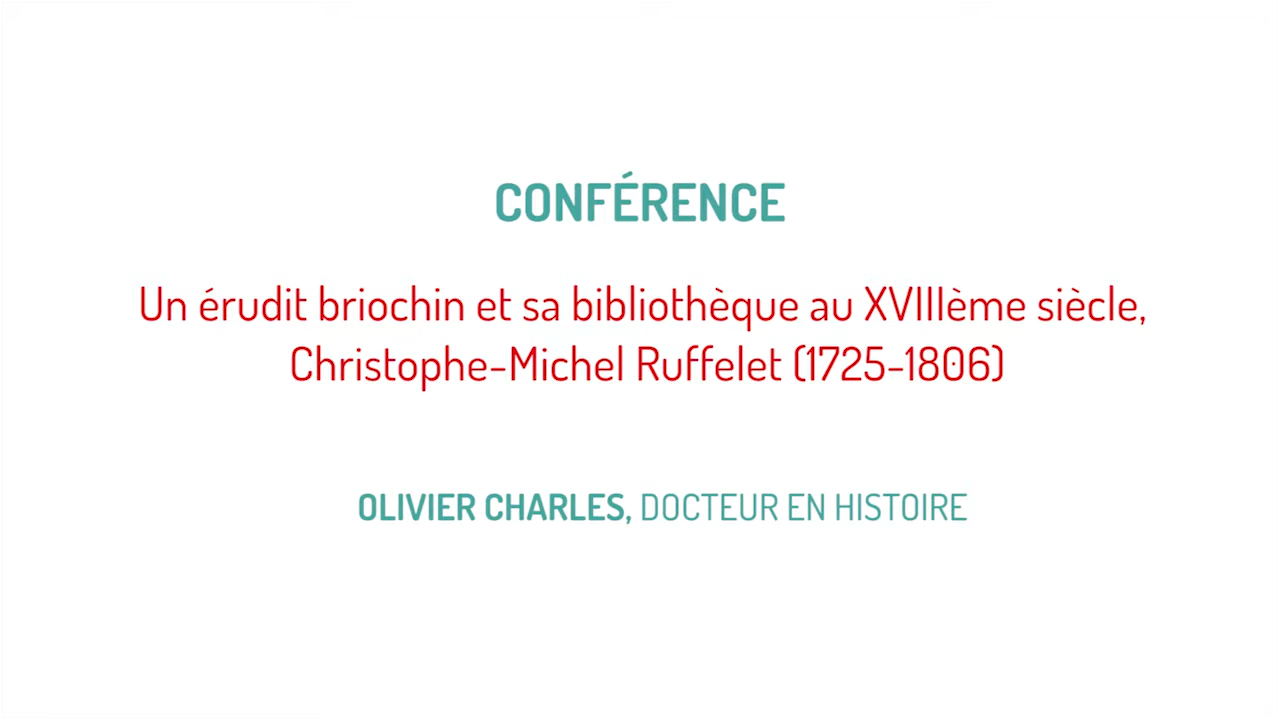 CONFÉRENCE
Un érudit briochin et sa bibliothèque au XVIIIème siècle,
Christophe-Michel Ruffelet (1725-1806)
OLIVIER CHARLES, DOCTEUR EN HISTOIRE